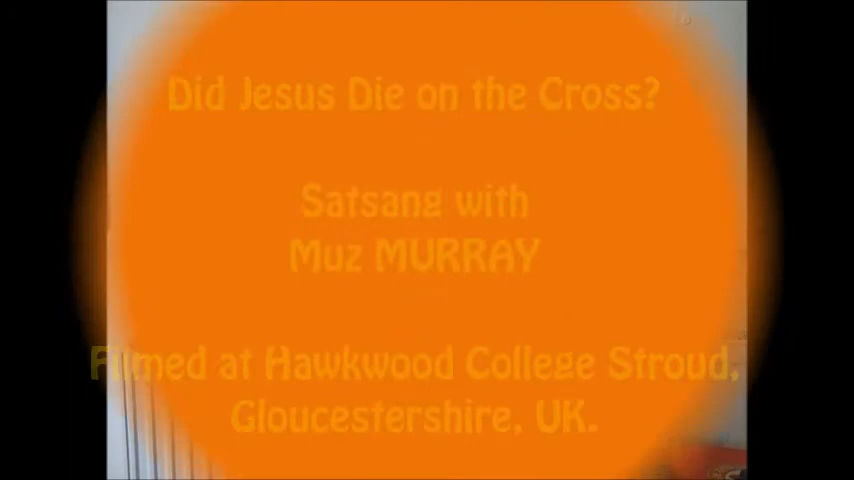 Did Jesus Die on the Cross?
Satsang with
Muz MURRAY
Filmed at Hawkwood College Stroud,
Gloucestershire, UK.